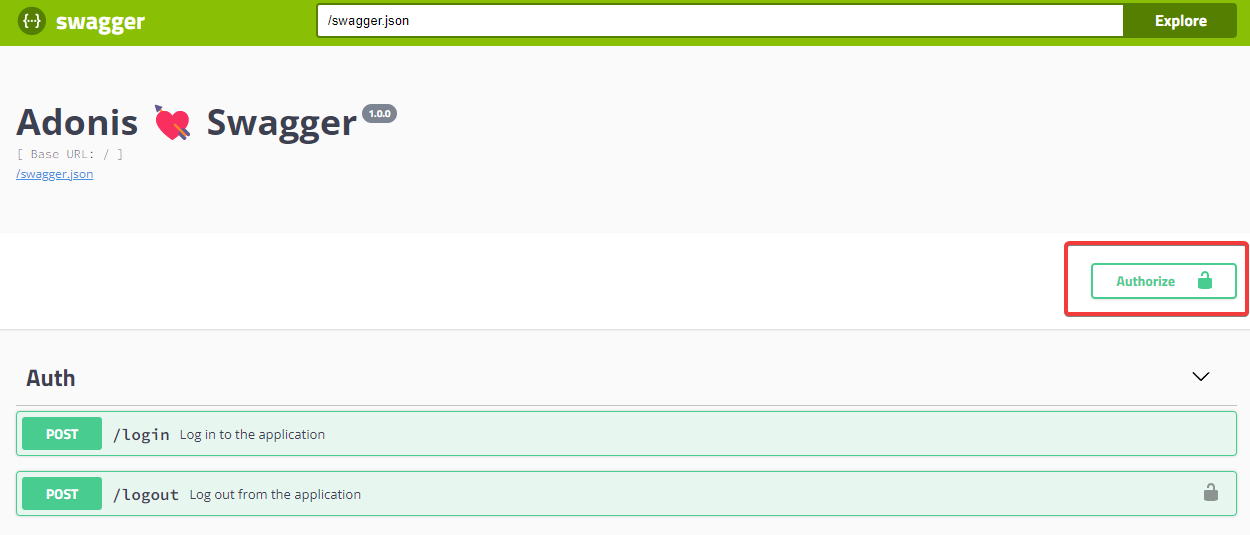 {··} swagger
/swagger.json
Explore
Adonis 💘 Swagger 1.0.0
[ Base URL: / ]
/swagger.json
Authorize
Auth
POST /login Log in to the application
POST /logout Log out from the application